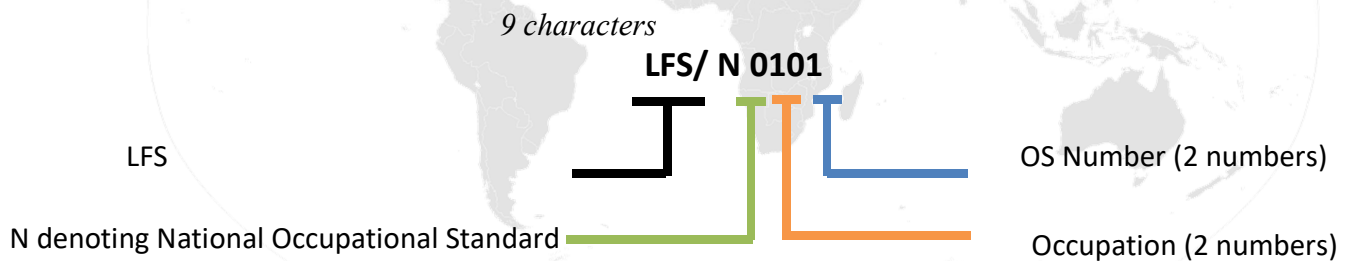 9 characters
LFS/ N 0101
LFS
OS Number (2 numbers)
N denoting National Occupational Standard
Occupation (2 numbers)